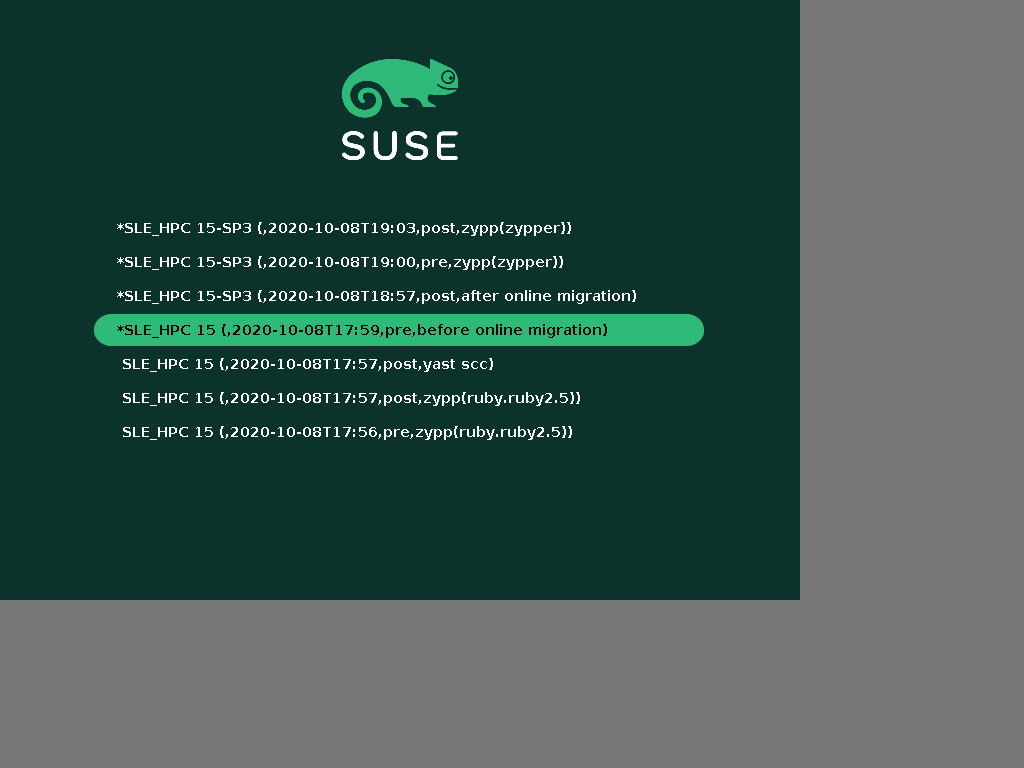 SUSE
*SLE_HPC 15-SP3 (,2020-10-08T19:03,post,zypp(zypper))
*SLE_HPC 15-SP3 (,2020-10-08T19:00,pre,zypp(zypper))
*SLE_HPC 15-SP3 (,2020-10-08T18:57,post,after online migration)
*SLE_HPC 15 (,2020-10-08T17:59,pre,before online migration)
SLE_HPC 15 (,2020-10-08T17:57,post,yast scc)
SLE_HPC 15 (,2020-10-08T17:57,post,zypp(ruby.ruby2.5))
SLE_HPC 15 (,2020-10-08T17:56,pre,zypp(ruby.ruby2.5))